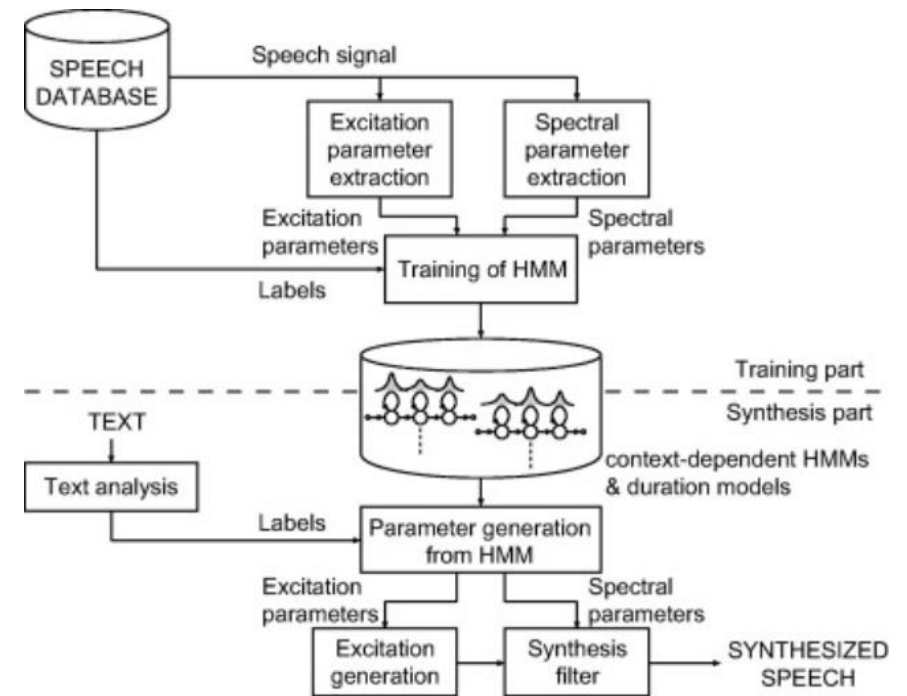 SPEECH
DATABASE
Speech signal
Excitation
parameter
extraction
Spectral
parameter
extraction
Excitation
parameters
Spectral
parameters
Training of HMM
Labels
Training part
Synthesis part
TEXT
context-dependent HMMs
& duration models
Text analysis
Labels
Parameter generation
from HMM
Excitation
parameters
Spectral
parameters
Excitation
generation
Synthesis
filter
SYNTHESIZED
SPEECH